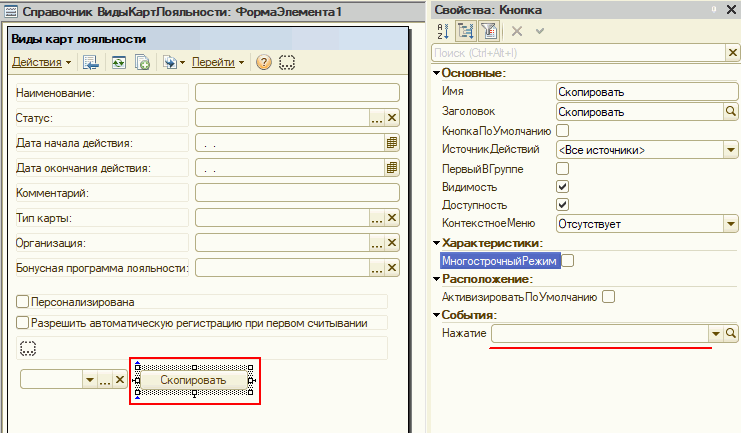 Справочник ВидыКартЛояльности: ФормаЭлемента1
Виды карт лояльности
Действия
Перейти
Наименование:
Статус:
Дата начала действия:
. .
Дата окончания действия:
. .
Комментарий:
Тип карты:
Организация:
Бонусная программа лояльности:
Персонализирована
Разрешить автоматическую регистрацию при первом считывании
Скопировать
Свойства: Кнопка
Поиск (Ctrl+Alt+I)
Основные:
Имя Скопировать
Заголовок Скопировать
КнопкаПоУмолчанию
ИсточникДействий <Все источники>
ПервыйВГруппе
Видимость
Доступность
КонтекстноеМеню Отсутствует
Характеристики:
МногострочныйРежим
Расположение:
АктивизироватьПоУмолчанию
События:
Нажатие